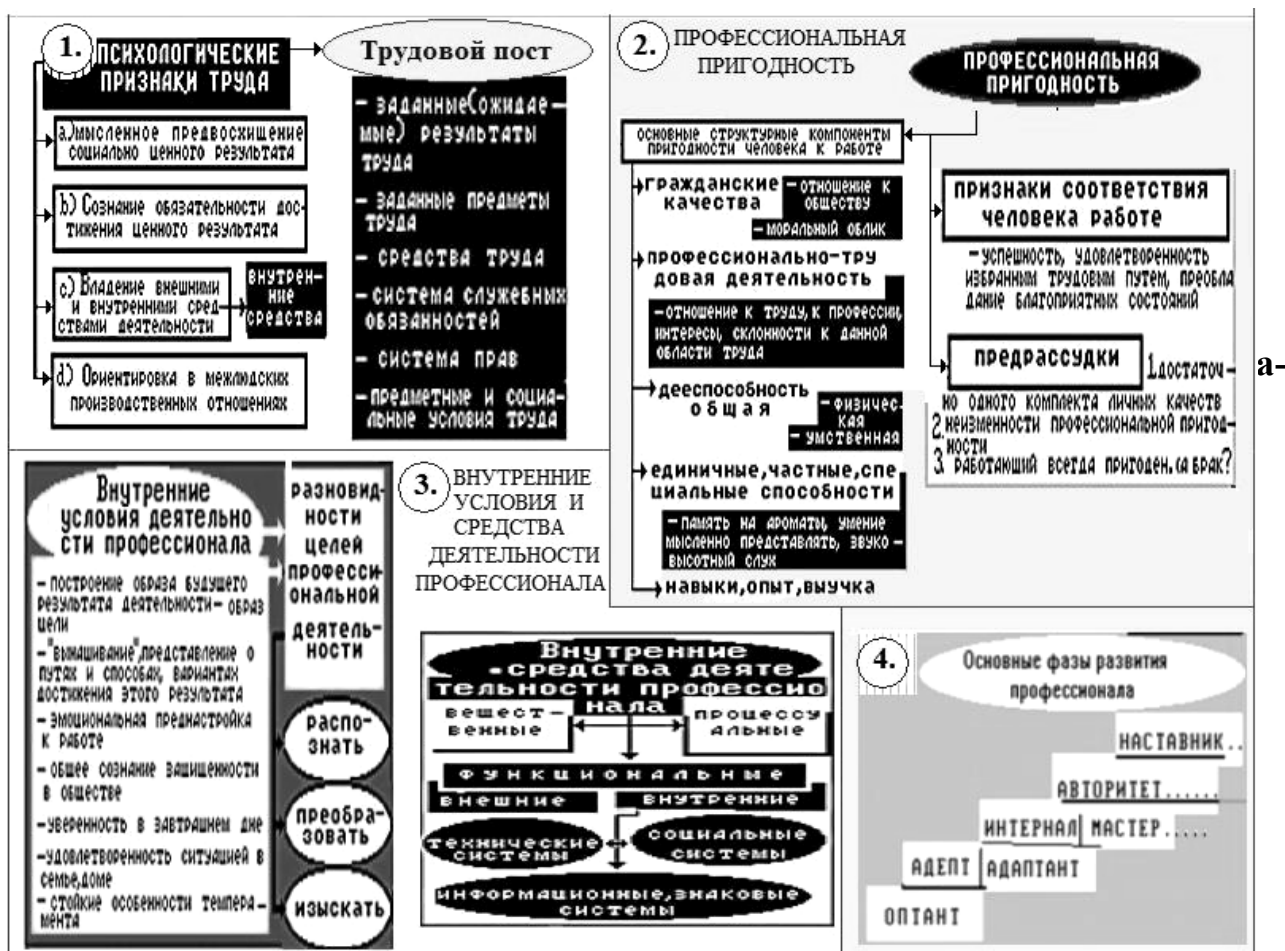 1.
ПСИХОЛОГИЧЕСКИЕ
ПРИЗНАКИ ТРУДА
a.) мысленное предвосхищение
социально ценного результата
b.) Сознание обязательности дос-
тижения ценного результата
c.) Владение внешними
и внутренними сред
ствами деятельности
внутрен-
ние
средства
d.) Ориентировка в межлюдских
производственных отношениях
Трудовой пост
– заданные(ожидае –
мые) результаты
труда
– заданные предметы
труда
– средства труда
– система служебных
обязанностей
– система прав
– предметные и социа-
льные условия труда
2. ПРОФЕССИОНАЛЬНАЯ
ПРИГОДНОСТЬ
ПРОФЕССИОНАЛЬНАЯ
ПРИГОДНОСТЬ
ОСНОВНЫЕ СТРУКТУРНЫЕ КОМПОНЕНТЫ
ПРИГОДНОСТИ ЧЕЛОВЕКА К РАБОТЕ
гражданские
качества
– ОТНОШЕНИЕ К
ОБЩЕСТВУ
– МОРАЛЬНЫЙ ОБЛИК
профессионально-тру
довая деятельность
– ОТНОШЕНИЕ К ТРУДУ, К ПРОФЕССИИ,
ИНТЕРЕСЫ, СКЛОННОСТИ К ДАННОЙ
ОБЛАСТИ ТРУДА
дееспособность
общая
– ФИЗИЧЕС-
КАЯ
– УМСТВЕННАЯ
единичные,частные,спе
циальные способности
– ПАМЯТЬ НА АРОМАТЫ, УМЕНИЕ
МЫСЛЕННО ПРЕДСТАВЛЯТЬ, ЗВУКО –
ВЫСОТНЫЙ СЛУХ
навыки,опыт,выучка
ПРИЗНАКИ СООТВЕТСТВИЯ
ЧЕЛОВЕКА РАБОТЕ
– УСПЕШНОСТЬ, УДОВЛЕТВОРЕННОСТЬ
ИЗБРАННЫМ ТРУДОВЫМ ПУТЕМ, ПРЕОБЛА
ДАНИЕ БЛАГОПРИЯТНЫХ СОСТОЯНИЙ
ПРЕДРАССУДКИ
1. ДОСТАТОЧ –
НО ОДНОГО КОМПЛЕКТА ЛИЧНЫХ КАЧЕСТВ
2. НЕИЗМЕННОСТИ ПРОФЕССИОНАЛЬНОЙ ПРИГОД-
НОСТИ
3. РАБОТАЮЩИЙ ВСЕГДА ПРИГОДЕН. (А БРАК?
а-
Внутренние
условия деятельно
сти профессионала
– построение образа будущего
результата деятельности – образ
цели
– "вынашивание",представление о
путях и способах, вариантах
достижения этого результата
– эмоциональная преднастройка
к работе
– общее сознание защищенности
в обществе
–уверенность в завтрашнем дне
–удовлетворенность ситуацией в
семье,доме
– стойкие особенности темпера –
мента
разновид-
ности
целей
професси-
ональной
деятель-
ности
распо-
знать
преобра-
зовать
изыскать
3. ВНУТРЕННИЕ
УСЛОВИЯ И
СРЕДСТВА
ДЕЯТЕЛЬНОСТИ
ПРОФЕССИОНАЛА
Внутренние
средства деяте
тельности профессио
нала
вещест –
венные
процессу
альные
функциональные
внешние
внутренние
технические
системы
социальные
системы
информационные,знаковые
системы
4.
Основные фазы развития
профессионала
НАСТАВНИК..
АВТОРИТЕТ......
ИНТЕРНАЛ МАСТЕР.....
АДЕПТ АДАПТАНТ
ОПТАНТ